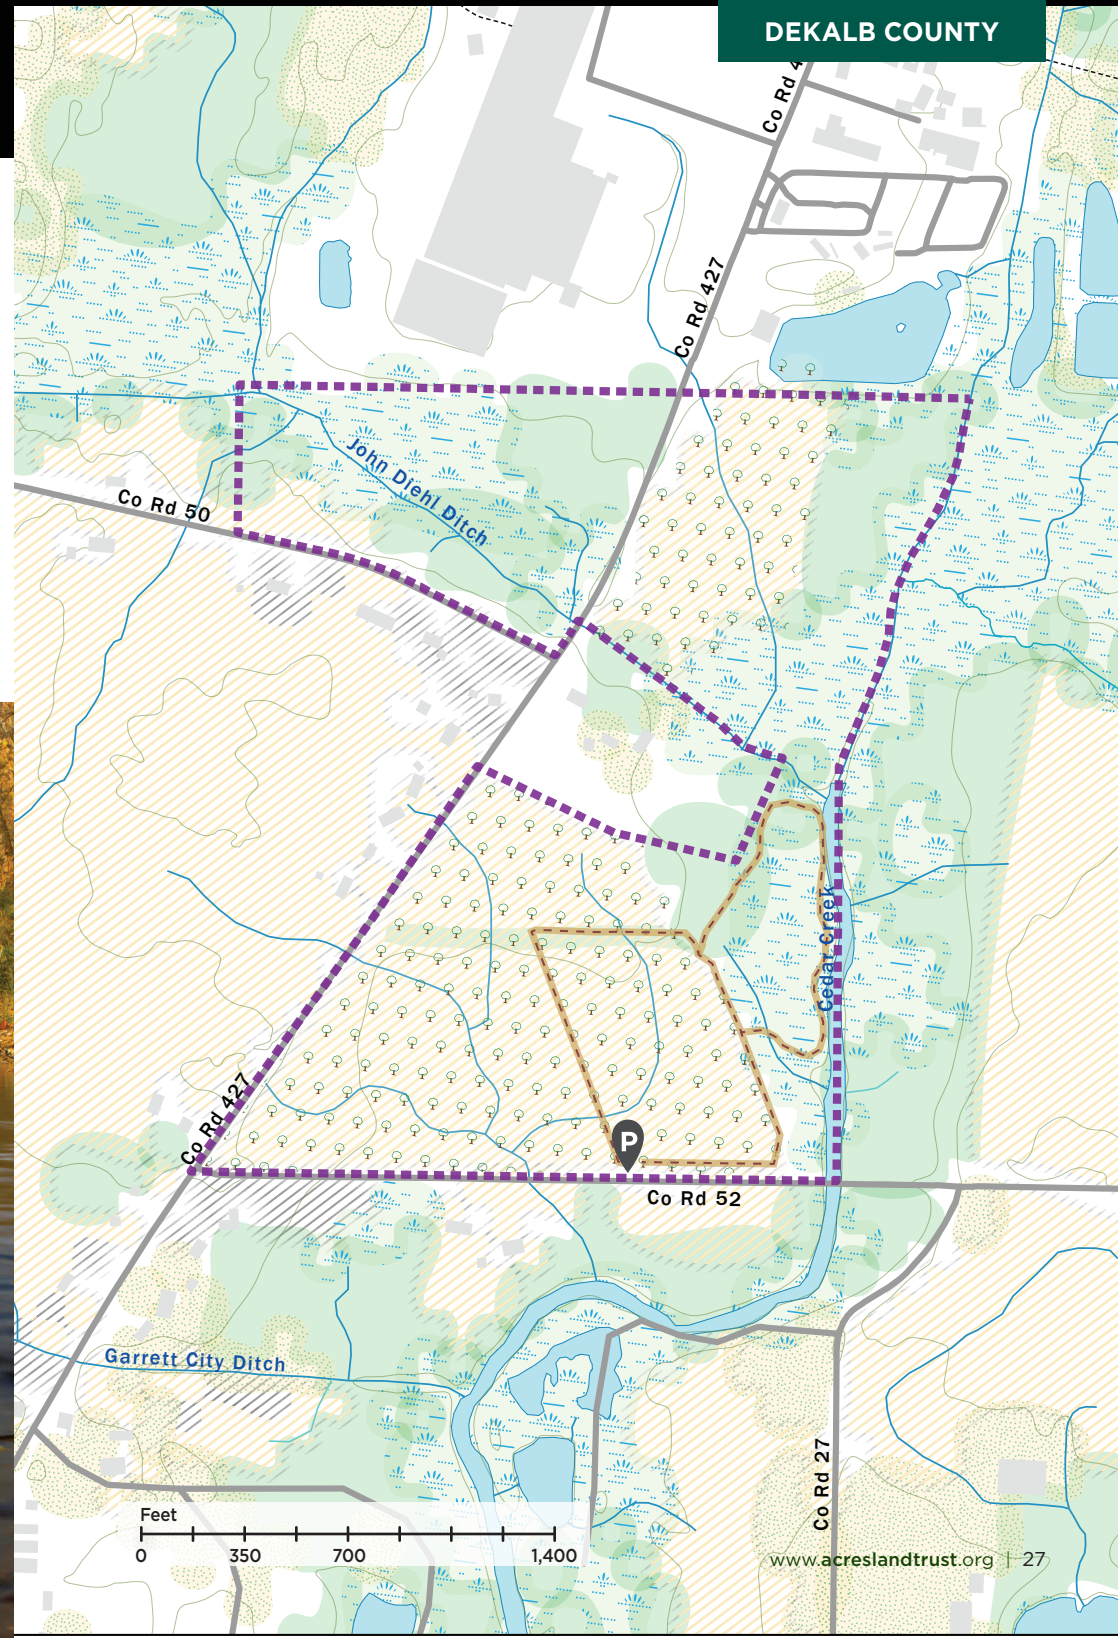 DEKALB COUNTY
Co Rd 4
Co Rd 427
John Diehl Ditch
Co Rd 50
Cedar Creek
Co Rd 427
P
Co Rd 52
Garrett City Ditch
Co Rd 27
Feet
0 350 700 1,400
www.acreslandtrust.org | 27